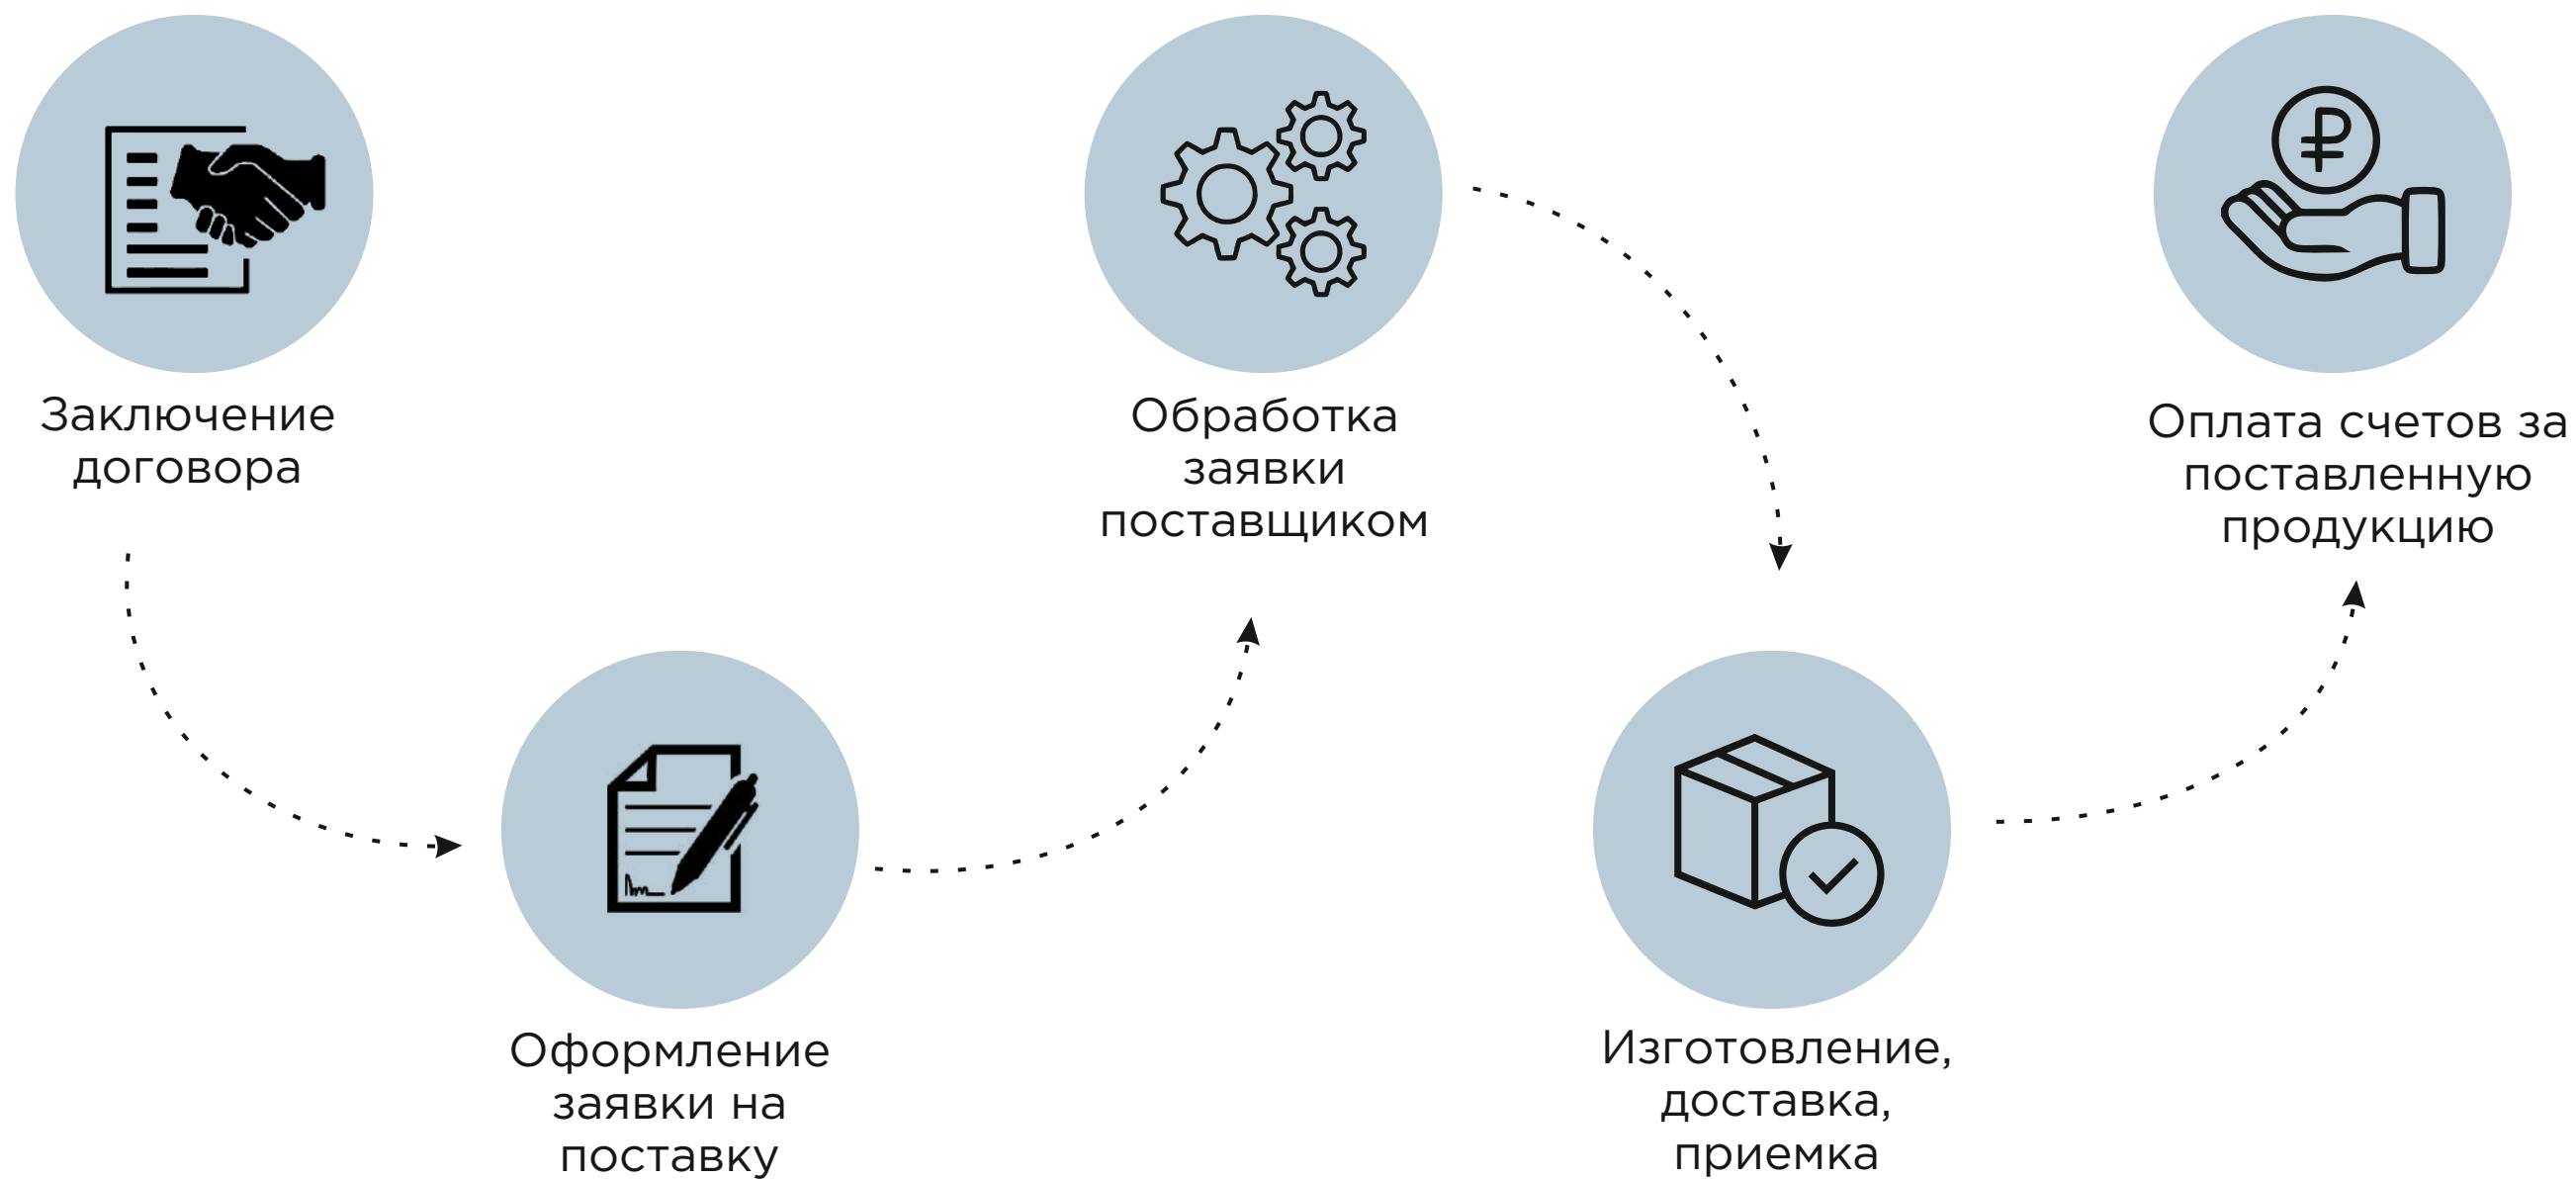 Заключение
договора
Оформление
заявки на
поставку
Обработка
заявки
поставщиком
Изготовление,
доставка,
приемка
Оплата счетов за
поставленную
продукцию